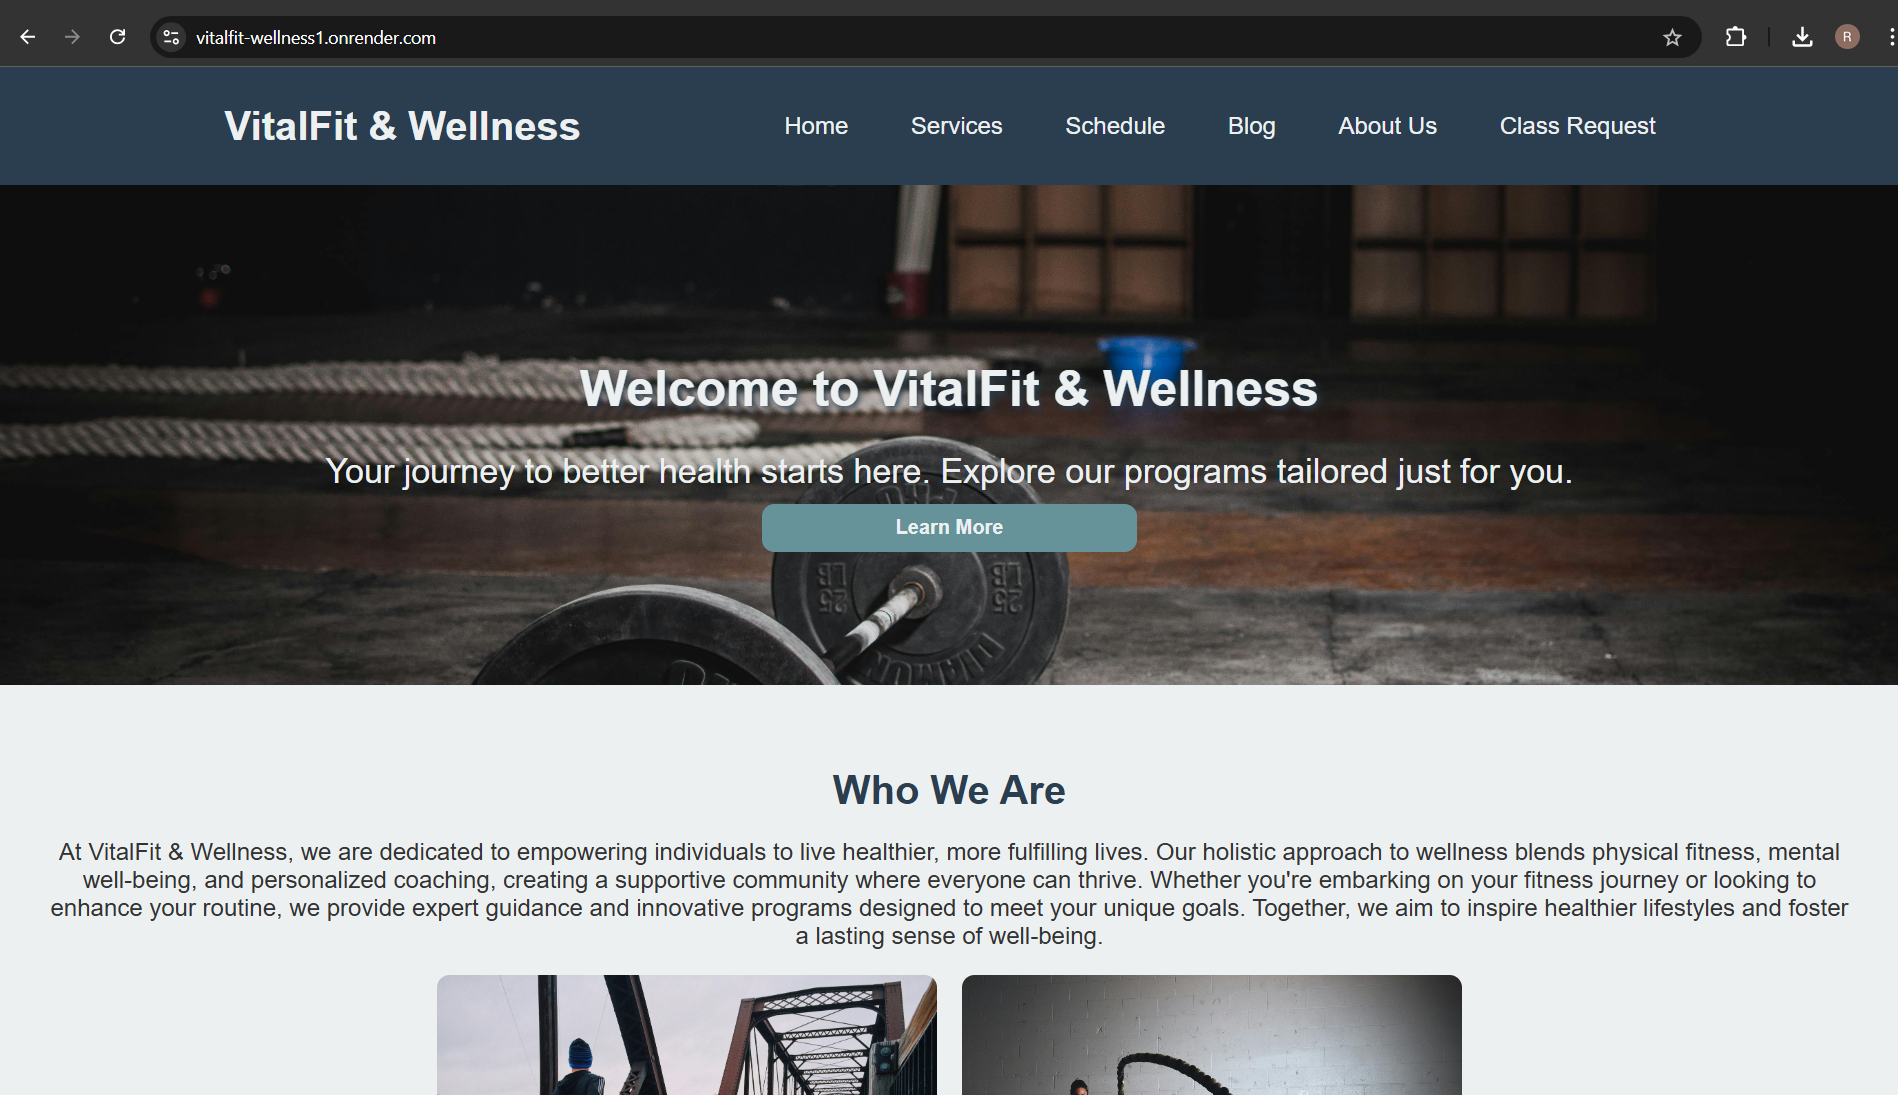 vitalfit-wellness1.onrender.com
R
VitalFit & Wellness
Home Services Schedule Blog About Us Class Request
Welcome to VitalFit & Wellness
Your journey to better health starts here. Explore our programs tailored just for you.
Learn More
LB 25
LB 25
Who We Are
At VitalFit & Wellness, we are dedicated to empowering individuals to live healthier, more fulfilling lives. Our holistic approach to wellness blends physical fitness, mental
well-being, and personalized coaching, creating a supportive community where everyone can thrive. Whether you're embarking on your fitness journey or looking to
enhance your routine, we provide expert guidance and innovative programs designed to meet your unique goals. Together, we aim to inspire healthier lifestyles and foster
a lasting sense of well-being.